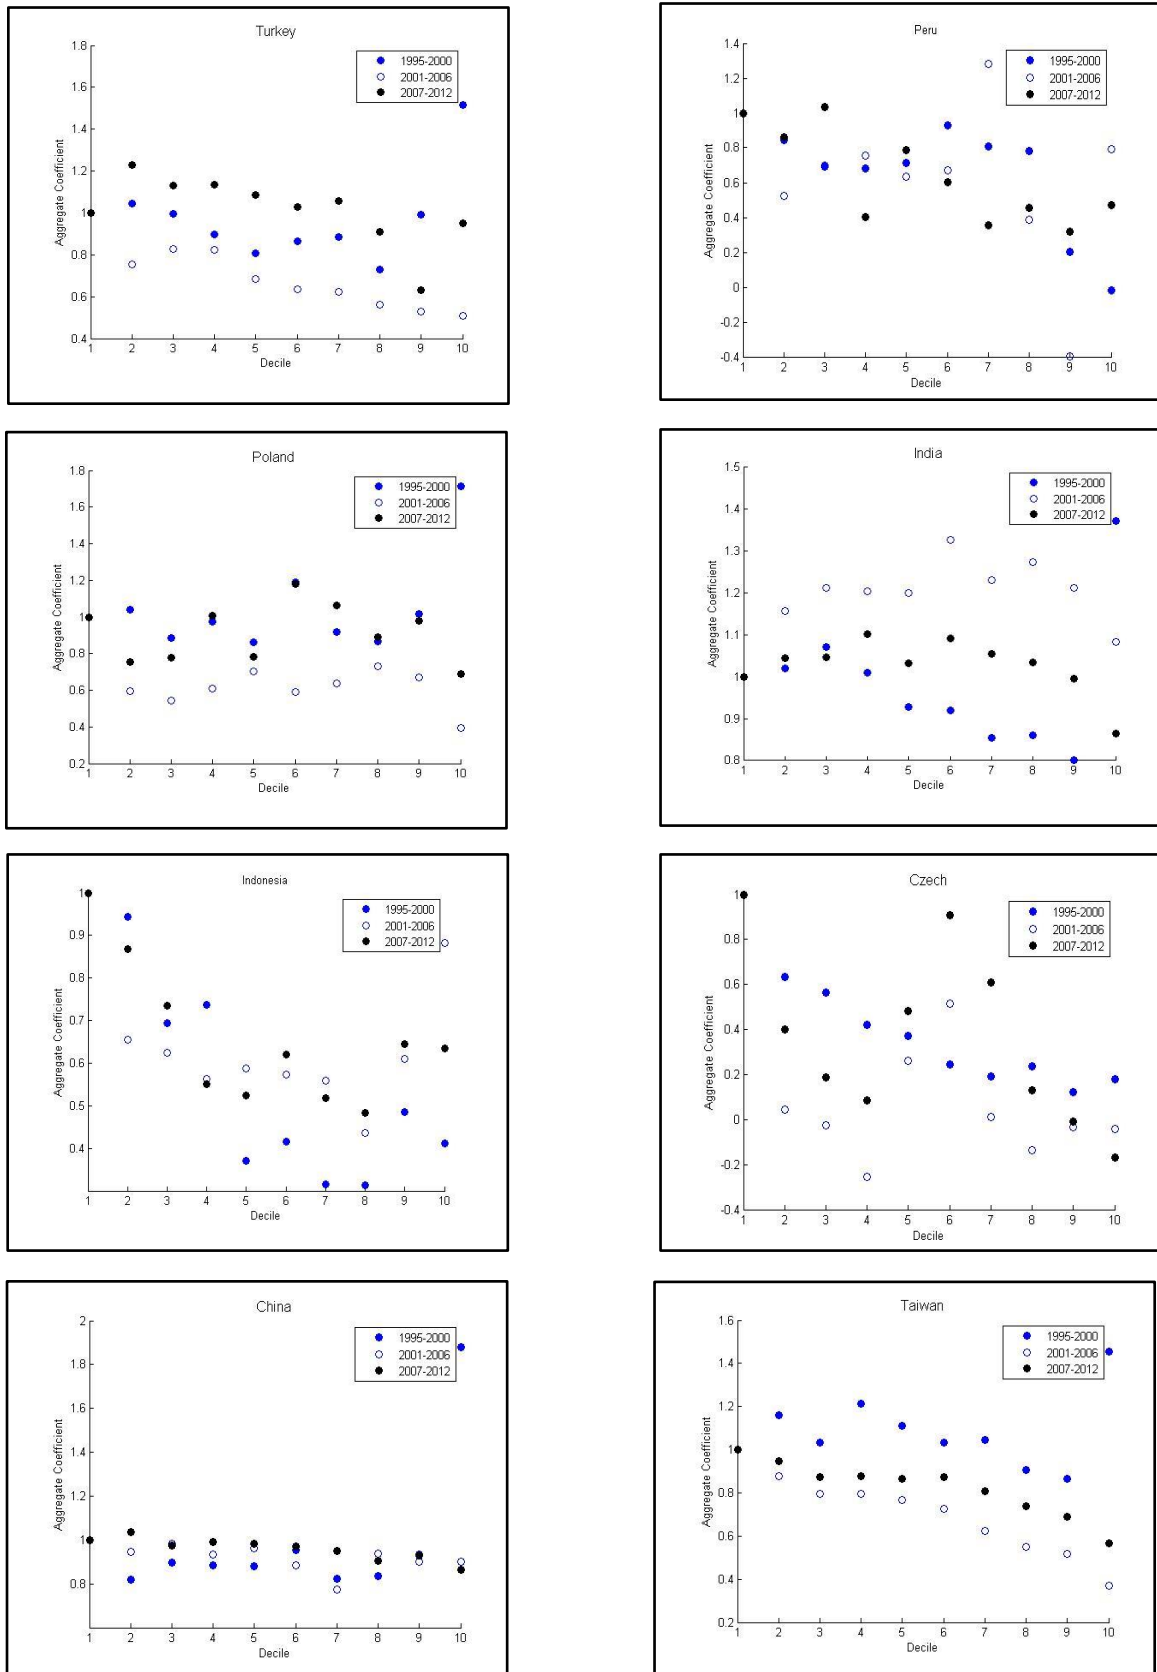 Turkey
1.8
1.6
1.4
1.2
1
0.8
0.6
0.4
Aggregate Coefficient
1995-2000
2001-2006
2007-2012
1 2 3 4 5 6 7 8 9 10
Decile
Peru
1.4
1.2
1
0.8
0.6
0.4
0.2
0
-0.2
-0.4
Aggregate Coefficient
1995-2000
2001-2006
2007-2012
1 2 3 4 5 6 7 8 9 10
Decile
Poland
1.8
1.6
1.4
1.2
1
0.8
0.6
0.4
0.2
Aggregate Coefficient
1995-2000
2001-2006
2007-2012
1 2 3 4 5 6 7 8 9 10
Decile
India
1.5
1.4
1.3
1.2
1.1
1
0.9
0.8
Aggregate Coefficient
1995-2000
2001-2006
2007-2012
1 2 3 4 5 6 7 8 9 10
Decile
Indonesia
1
0.9
0.8
0.7
0.6
0.5
0.4
Aggregate Coefficient
1995-2000
2001-2006
2007-2012
1 2 3 4 5 6 7 8 9 10
Decile
Czech
1
0.8
0.6
0.4
0.2
0
-0.2
-0.4
Aggregate Coefficient
1995-2000
2001-2006
2007-2012
1 2 3 4 5 6 7 8 9 10
Decile
China
2
1.8
1.6
1.4
1.2
1
0.8
Aggregate Coefficient
1995-2000
2001-2006
2007-2012
1 2 3 4 5 6 7 8 9 10
Decile
Taiwan
1.6
1.4
1.2
1
0.8
0.6
0.4
0.2
Aggregate Coefficient
1995-2000
2001-2006
2007-2012
1 2 3 4 5 6 7 8 9 10
Decile